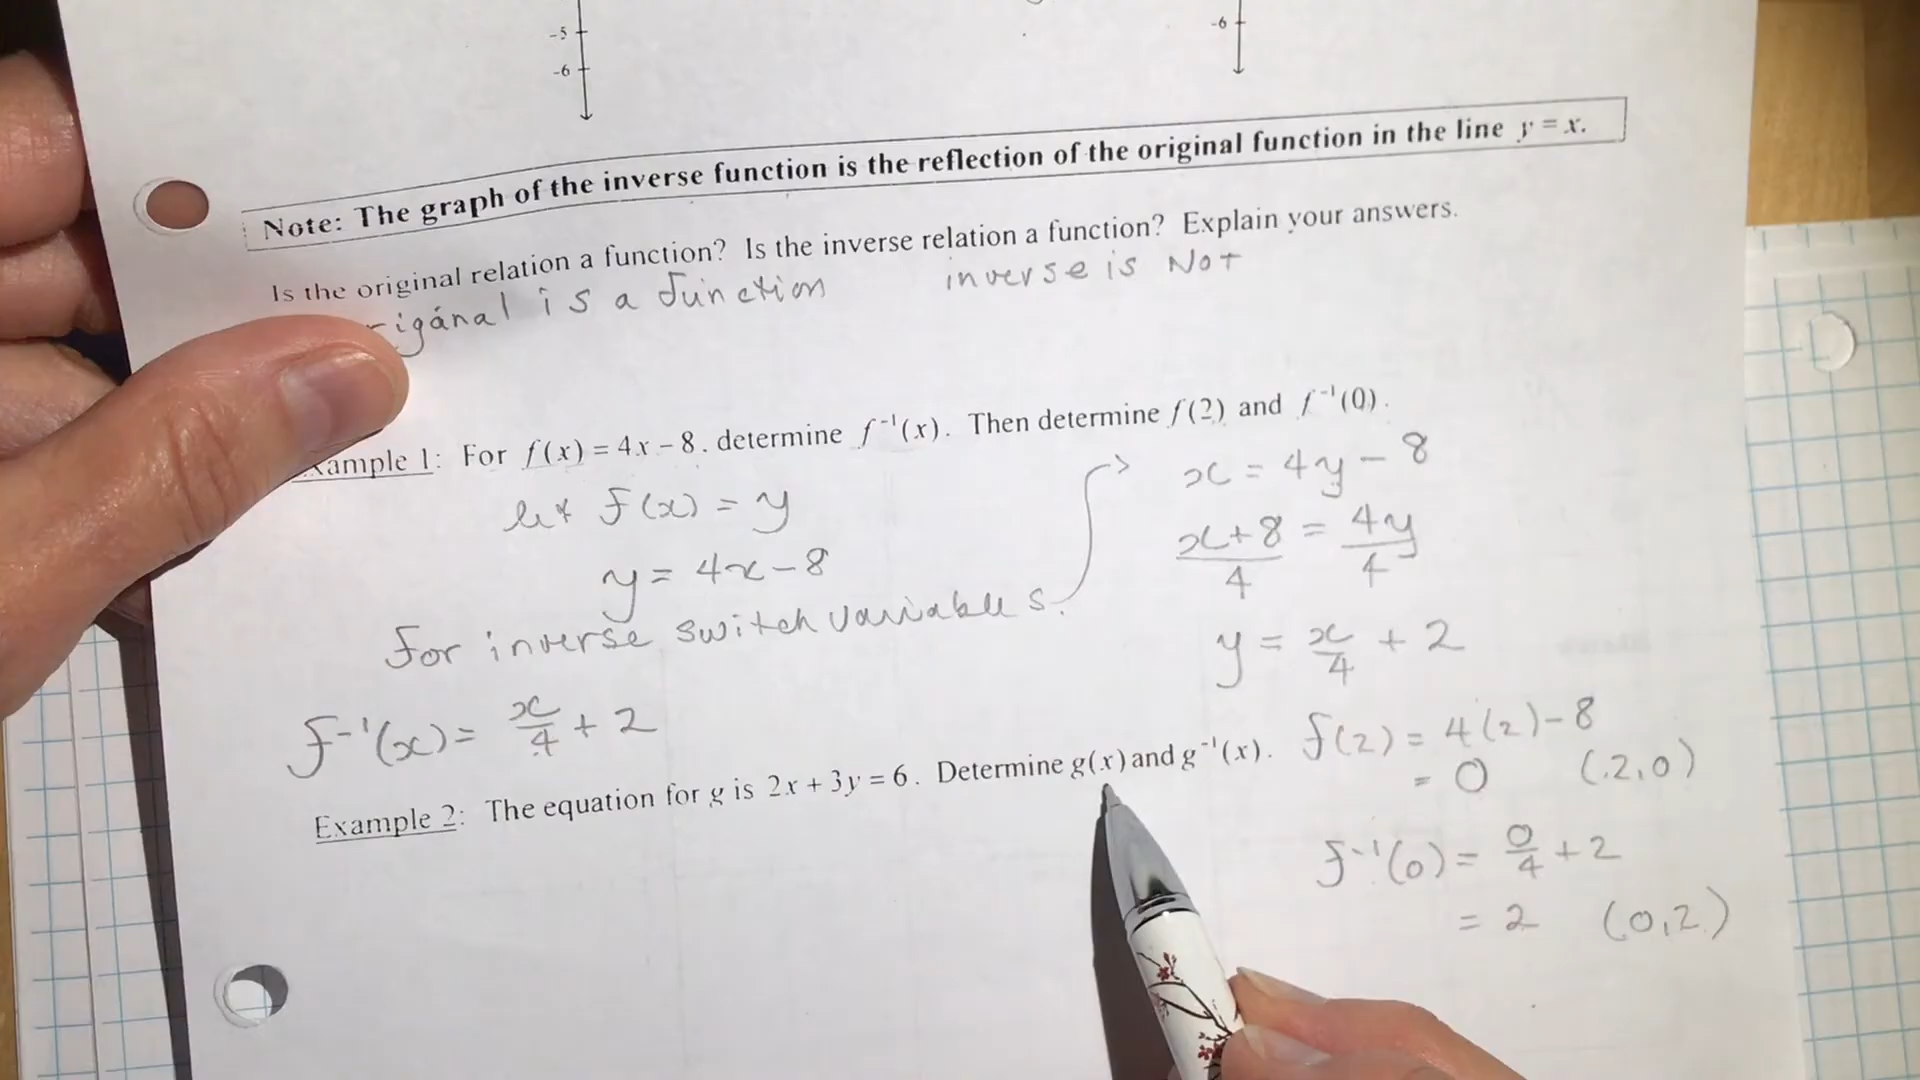 -5
-6
-6
Note: The graph of the inverse function is the reflection of the original function in the line y = x.
Is the original relation a function? Is the inverse relation a function? Explain your answers.
riganal is a function inverse is Not
xample 1: For f(x) = 4x – 8. determine f⁻¹(x). Then determine f(2) and f⁻¹(0).
let f(x) = y
y = 4x – 8
For inverse switch variables.
x = 4y – 8
x+8/4 = 4y/4
y = x/4 + 2
f⁻¹(x) = x/4 + 2
f(2) = 4(2) – 8
= 0 (2,0)
f⁻¹(0) = 0/4 + 2
= 2 (0,2)
Example 2: The equation for g is 2x + 3y = 6. Determine g(x) and g⁻¹(x).